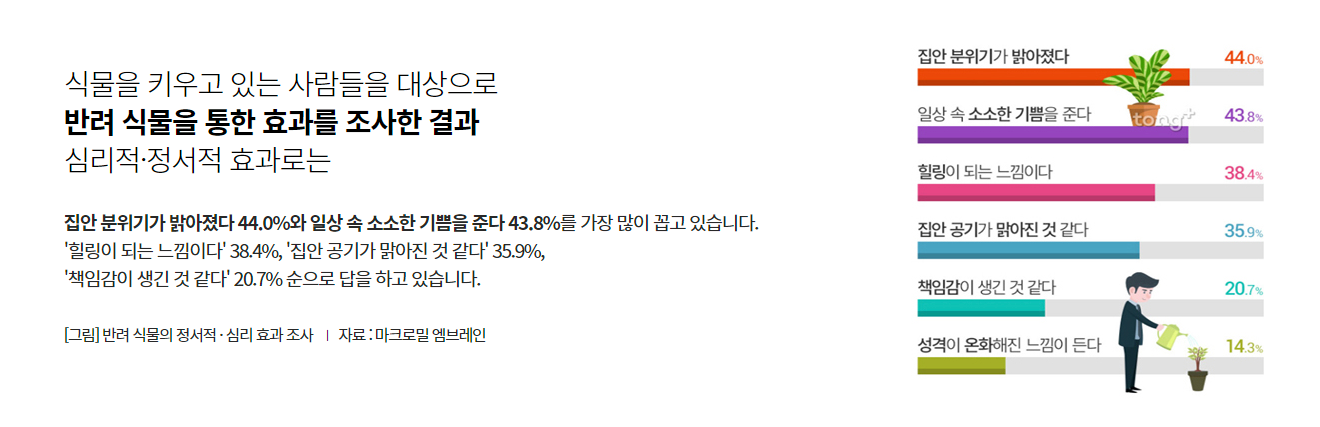 식물을 키우고 있는 사람들을 대상으로
반려 식물을 통한 효과를 조사한 결과
심리적·정서적 효과로는
집안 분위기가 밝아졌다 44.0%와 일상 속 소소한 기쁨을 준다 43.8%를 가장 많이 꼽고 있습니다.
'힐링이 되는 느낌이다' 38.4%, '집안 공기가 맑아진 것 같다' 35.9%,
'책임감이 생긴 것 같다' 20.7% 순으로 답을 하고 있습니다.
[그림] 반려 식물의 정서적 · 심리 효과 조사 ㅣ 자료 : 마크로밀 엠브레인
집안 분위기가 밝아졌다 44.0%
일상 속 소소한 기쁨을 준다 43.8%
tong+
힐링이 되는 느낌이다 38.4%
집안 공기가 맑아진 것 같다 35.9%
책임감이 생긴 것 같다 20.7%
성격이 온화해진 느낌이 든다 14.3%